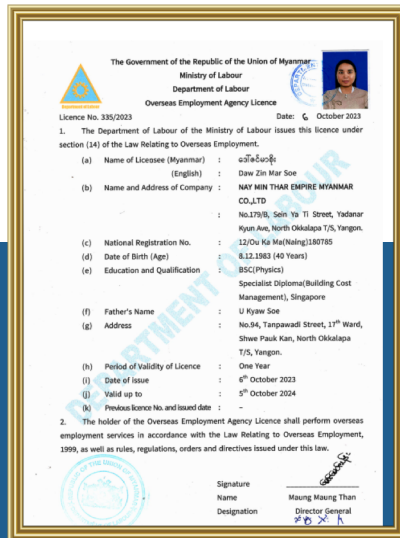 The Government of the Republic of the Union of Myanmar
Ministry of Labour
Department of Labour
Overseas Employment Agency Licence
Licence No. 335/2023 Date: 6 October 2023
1. The Department of Labour of the Ministry of Labour issues this licence under
section (14) of the Law Relating to Overseas Employment.
(a) Name of Licensee (Myanmar) : ဒေါ်ဇင်မာစိုး
(English) : Daw Zin Mar Soe
(b) Name and Address of Company : NAY MIN THAR EMPIRE MYANMAR
CO.,LTD
: No.179/B, Sein Ya Ti Street, Yadanar
Kyun Ave, North Okkalapa T/S, Yangon.
(c) National Registration No. : 12/Ou Ka Ma(Naing)180785
(d) Date of Birth (Age) : 8.12.1983 (40 Years)
(e) Education and Qualification : BSC(Physics)
Specialist Diploma(Building Cost
Management), Singapore
(f) Father's Name : U Kyaw Soe
(g) Address : No.94, Tanpawadi Street, 17th Ward,
Shwe Pauk Kan, North Okkalapa
T/S, Yangon.
(h) Period of Validity of Licence : One Year
(i) Date of issue : 6th October 2023
(j) Valid up to : 5th October 2024
(k) Previous licence No. and issued date : -
2. The holder of the Overseas Employment Agency Licence shall perform overseas
employment services in accordance with the Law Relating to Overseas Employment,
1999, as well as rules, regulations, orders and directives issued under this law.
Signature
Name Maung Maung Than
Designation Director General
DEPARTMENT OF LABOUR